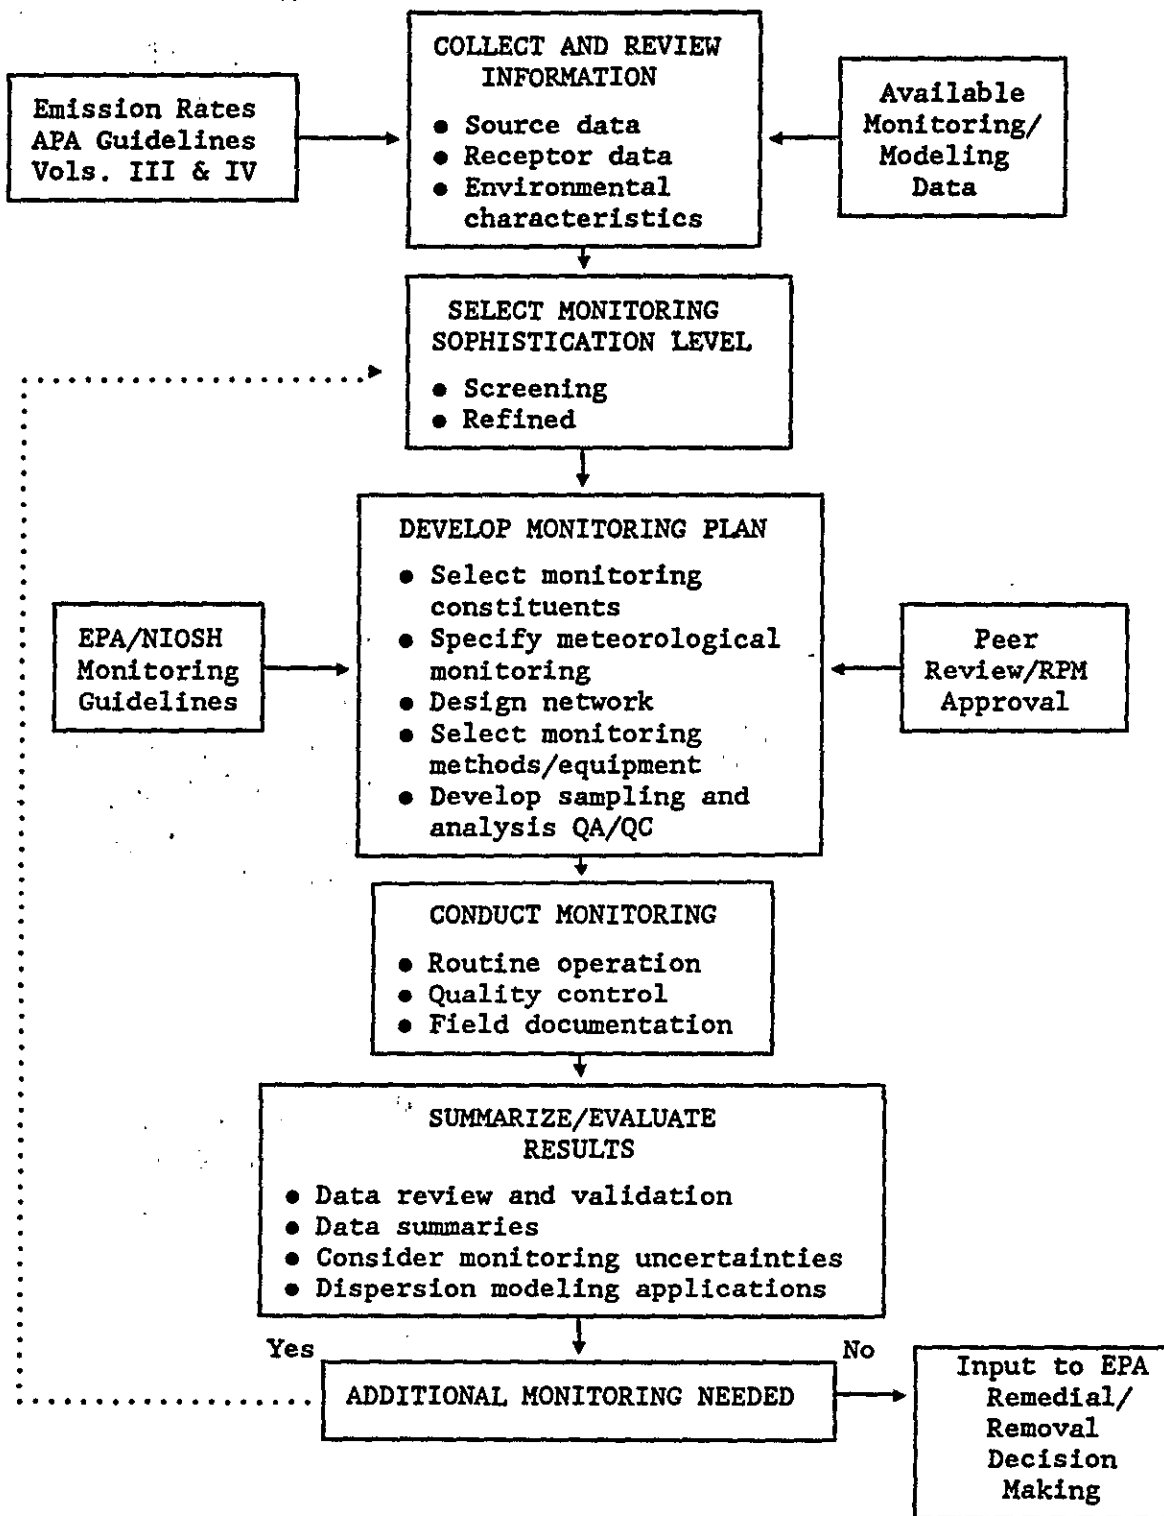 COLLECT AND REVIEW
INFORMATION
● Source data
● Receptor data
● Environmental
characteristics
Emission Rates
APA Guidelines
Vols. III & IV
Available
Monitoring/
Modeling
Data
SELECT MONITORING
SOPHISTICATION LEVEL
● Screening
● Refined
DEVELOP MONITORING PLAN
● Select monitoring
constituents
● Specify meteorological
monitoring
● Design network
● Select monitoring
methods/equipment
● Develop sampling and
analysis QA/QC
EPA/NIOSH
Monitoring
Guidelines
Peer
Review/RPM
Approval
CONDUCT MONITORING
● Routine operation
● Quality control
● Field documentation
SUMMARIZE/EVALUATE
RESULTS
● Data review and validation
● Data summaries
● Consider monitoring uncertainties
● Dispersion modeling applications
Yes
No
ADDITIONAL MONITORING NEEDED
Input to EPA
Remedial/
Removal
Decision
Making